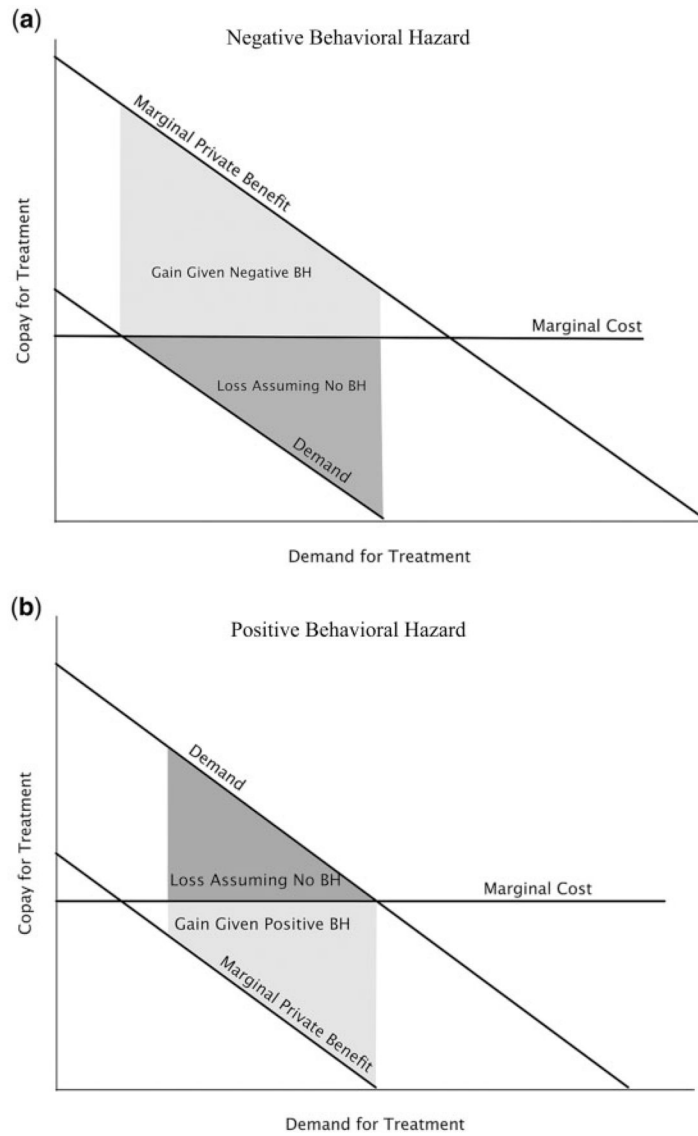 (a)
Negative Behavioral Hazard
Copay for Treatment
Marginal Private Benefit
Gain Given Negative BH
Marginal Cost
Loss Assuming No BH
Demand
Demand for Treatment
(b)
Positive Behavioral Hazard
Copay for Treatment
Demand
Loss Assuming No BH
Marginal Cost
Gain Given Positive BH
Marginal Private Benefit
Demand for Treatment